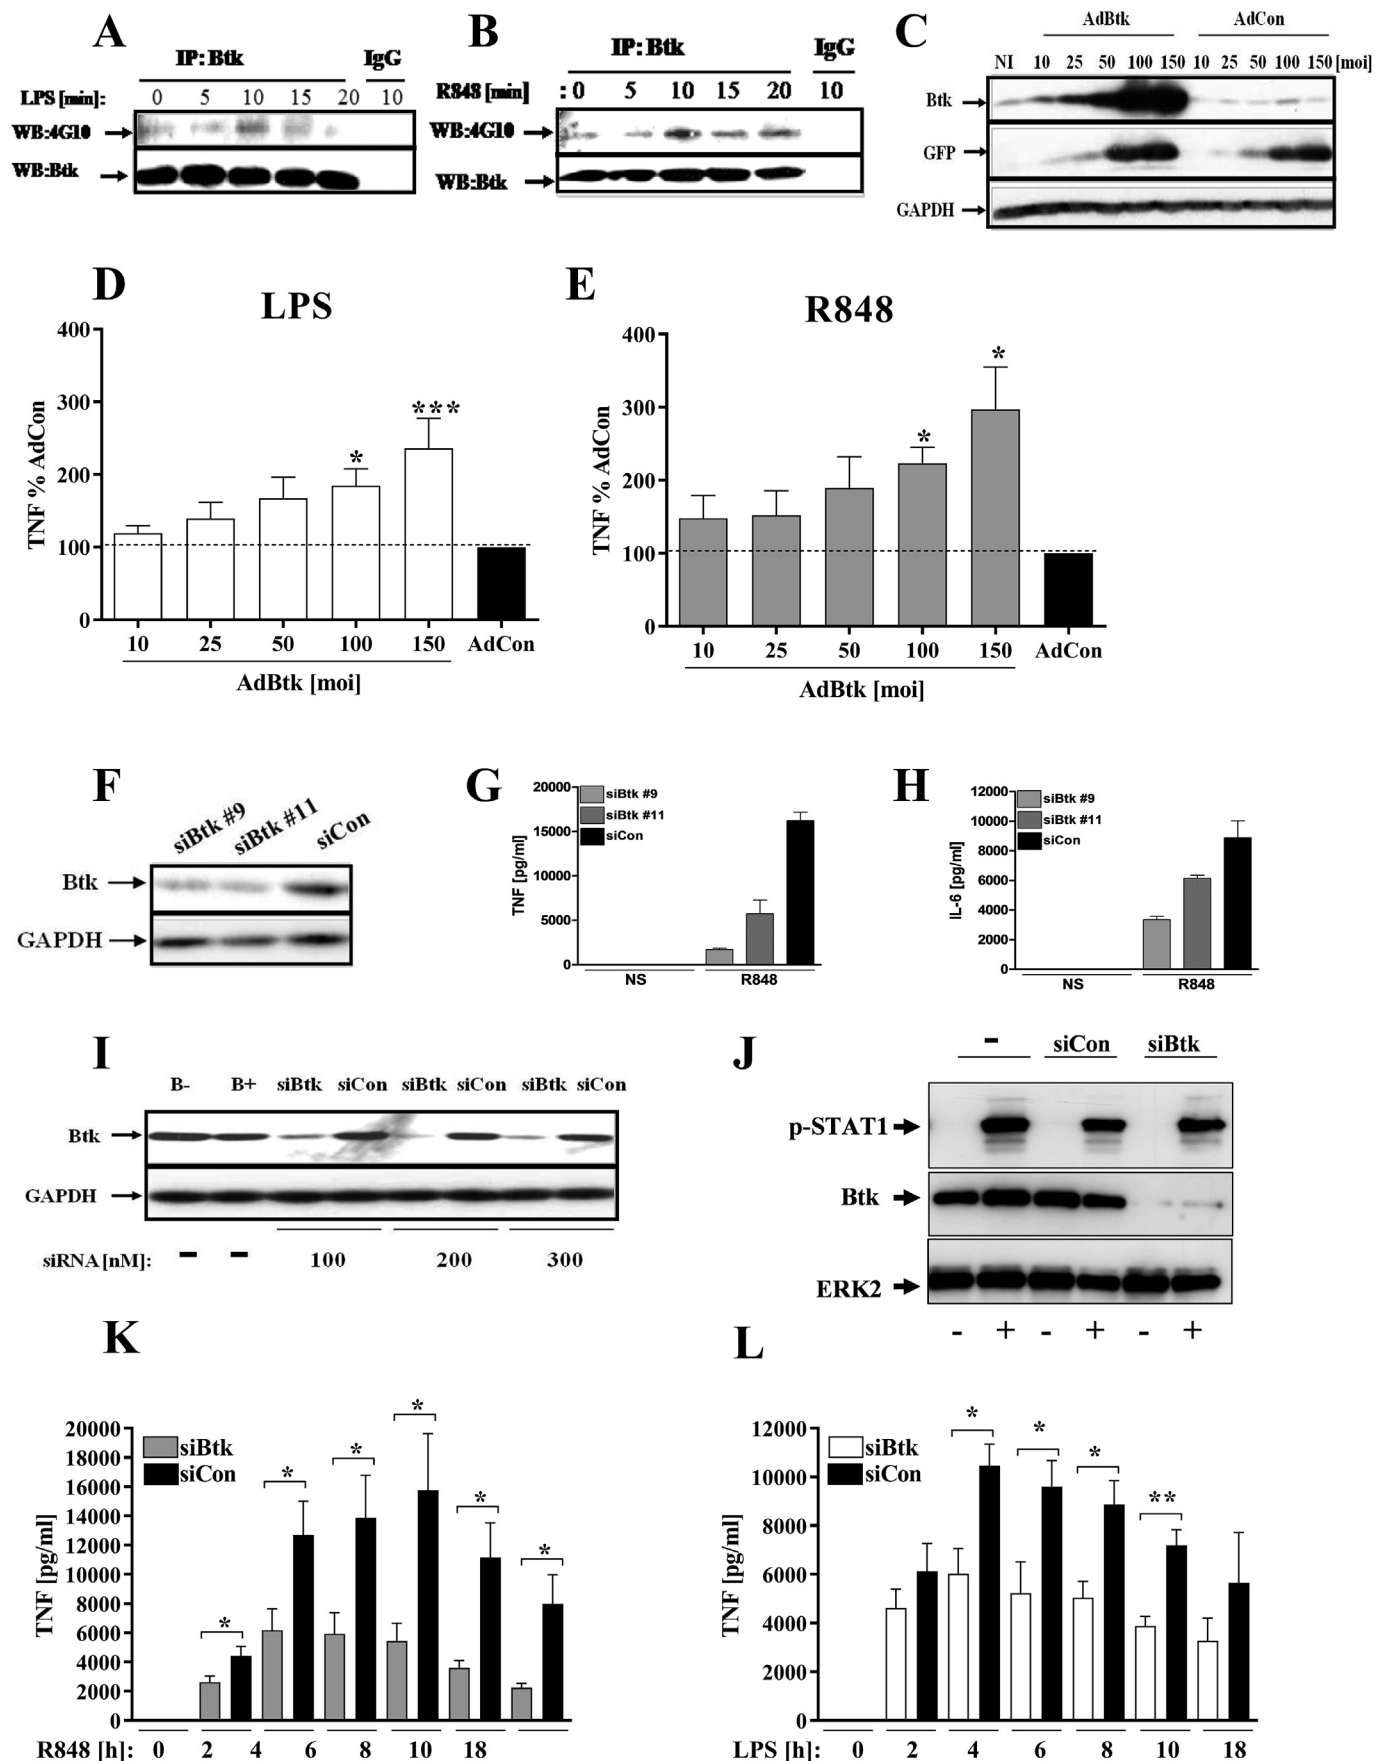 A
IP: Btk IgG
LPS [min]: 0 5 10 15 20 10
WB:4G10
WB:Btk
B
IP: Btk IgG
R848 [min] : 0 5 10 15 20 10
WB:4G10
WB:Btk
C
AdBtk AdCon
NI 10 25 50 100 150 10 25 50 100 150 [moi]
Btk
GFP
GAPDH
D
LPS
TNF % AdCon
400
300
200
100
0
* ***
10 25 50 100 150 AdCon
AdBtk [moi]
E
R848
TNF % AdCon
400
300
200
100
0
* *
10 25 50 100 150 AdCon
AdBtk [moi]
F
siBtk #9 siBtk #11 siCon
Btk
GAPDH
G
TNF [pg/ml]
20000
15000
10000
5000
0
siBtk #9
siBtk #11
siCon
NS R848
H
IL-6 [pg/ml]
12000
10000
8000
6000
4000
2000
0
siBtk #9
siBtk #11
siCon
NS R848
I
B- B+ siBtk siCon siBtk siCon siBtk siCon
Btk
GAPDH
siRNA [nM]: - - 100 200 300
J
- siCon siBtk
p-STAT1
Btk
ERK2
- + - + - +
K
TNF [pg/ml]
20000
18000
16000
14000
12000
10000
8000
6000
4000
2000
0
siBtk
siCon
* * * * * *
R848 [h]: 0 2 4 6 8 10 18
L
TNF [pg/ml]
12000
10000
8000
6000
4000
2000
0
siBtk
siCon
* * * **
LPS [h]: 0 2 4 6 8 10 18